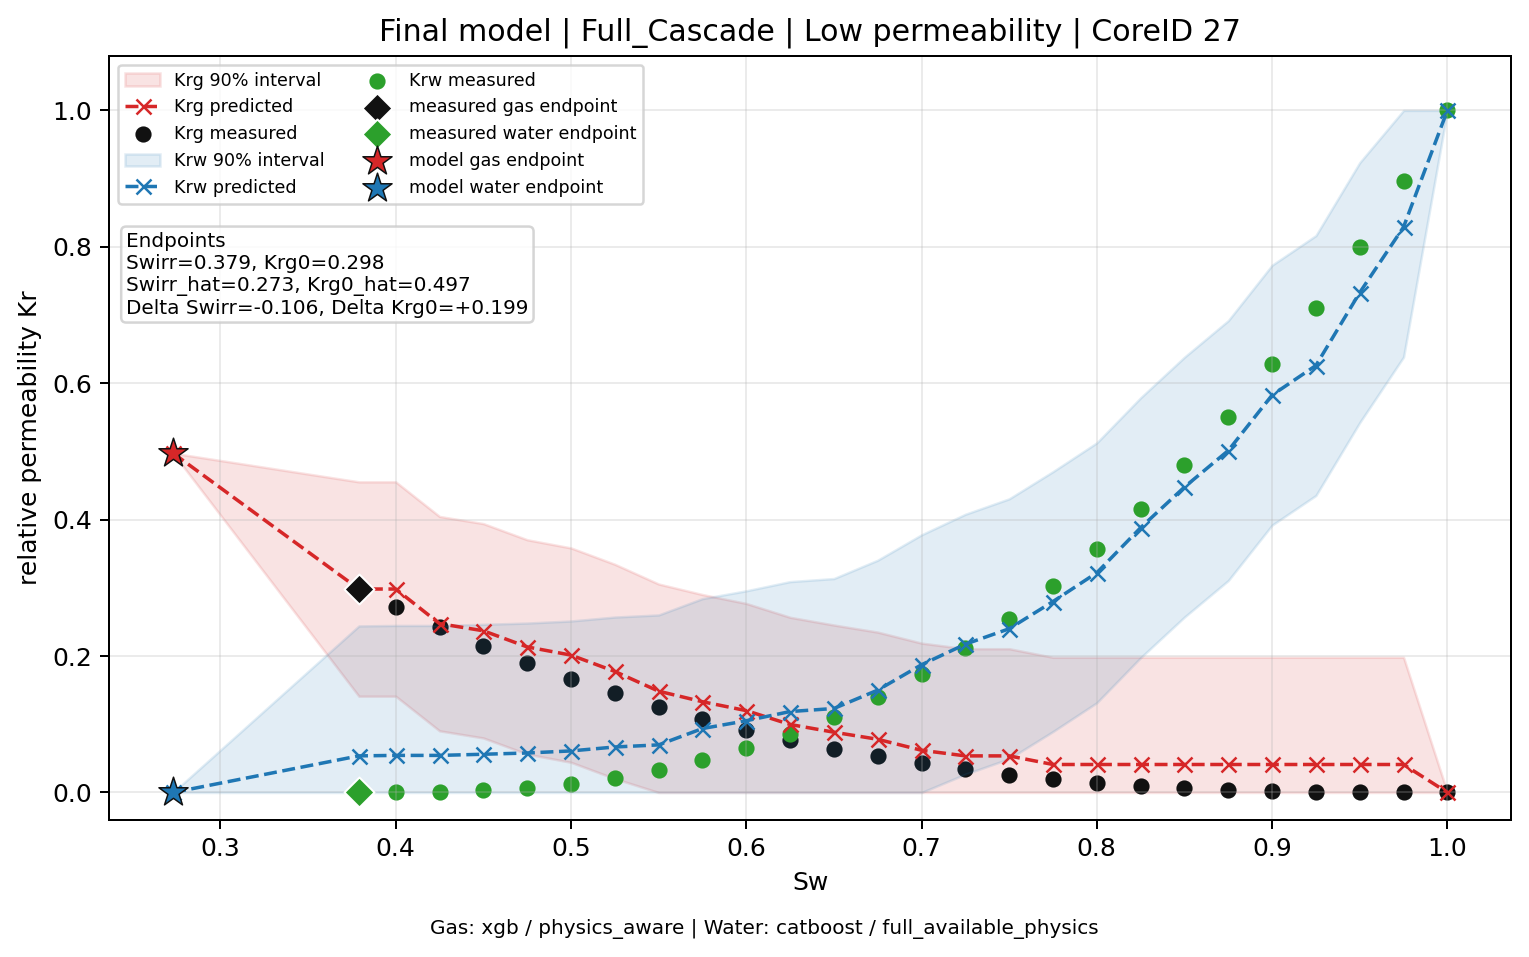 Final model | Full_Cascade | Low permeability | CoreID 27
Krg 90% interval
Krg predicted
Krg measured
Krw 90% interval
Krw predicted
Krw measured
measured gas endpoint
measured water endpoint
model gas endpoint
model water endpoint
Endpoints
Swirr=0.379, Krg0=0.298
Swirr_hat=0.273, Krg0_hat=0.497
Delta Swirr=-0.106, Delta Krg0=+0.199
relative permeability Kr
1.0
0.8
0.6
0.4
0.2
0.0
0.3
0.4
0.5
0.6
0.7
0.8
0.9
1.0
Sw
Gas: xgb / physics_aware | Water: catboost / full_available_physics